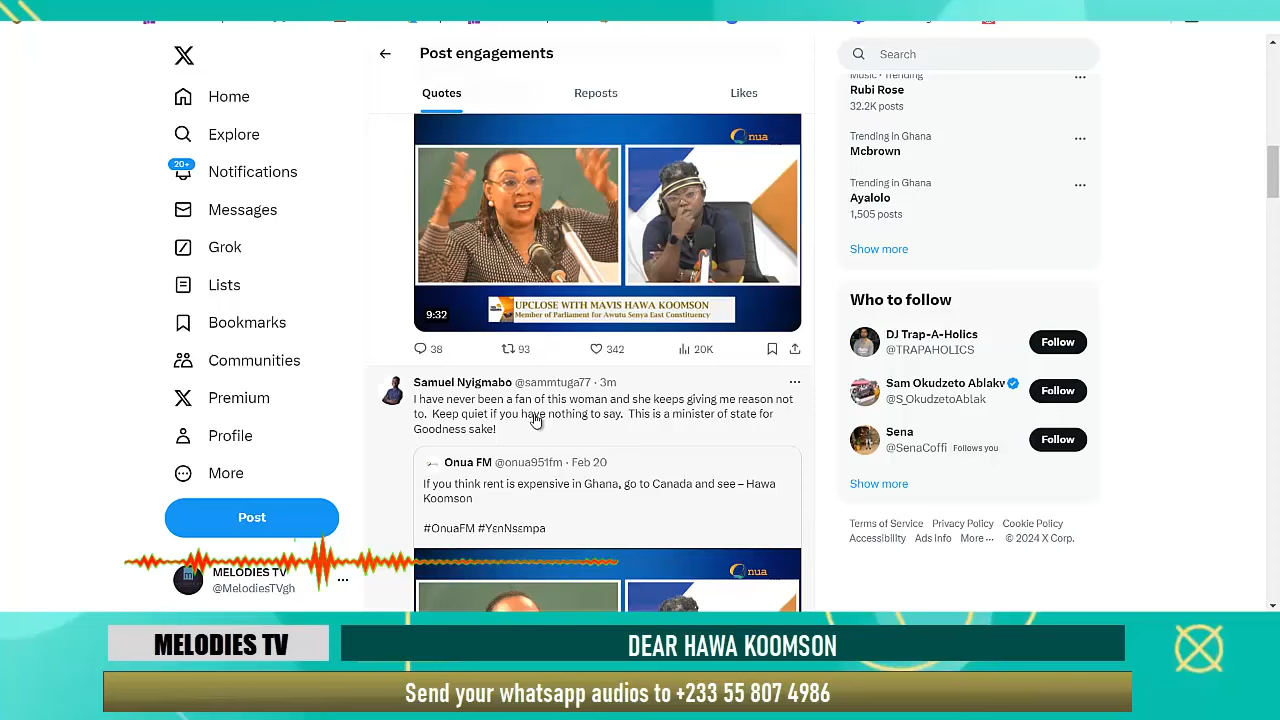 Post engagements
Search
Quotes
Reposts
Likes
Home
Explore
20+
Notifications
Messages
Grok
Lists
Bookmarks
Communities
Premium
Profile
More
Post
MELODIES TV
@MelodiesTVgh
nua
UPCLOSE WITH MAVIS HAWA KOOMSON
Member of Parliament for Awutu Senya East Constituency
9:32
38
93
342
20K
Samuel Nyigmabo @sammtuga77 · 3m
I have never been a fan of this woman and she keeps giving me reason not
to. Keep quiet if you have nothing to say. This is a minister of state for
Goodness sake!
Onua FM @onua951fm · Feb 20
If you think rent is expensive in Ghana, go to Canada and see – Hawa
Koomson
#OnuaFM #YɛnNsɛmpa
nua
Music · Trending
Rubi Rose
32.2K posts
Trending in Ghana
Mcbrown
Trending in Ghana
Ayalolo
1,505 posts
Show more
Who to follow
DJ Trap-A-Holics
@TRAPAHOLICS
Follow
Sam Okudzeto Ablakw
@S_OkudzetoAblak
Follow
Sena
@SenaCoffi Follows you
Follow
Show more
Terms of Service Privacy Policy Cookie Policy
Accessibility Ads info More ··· © 2024 X Corp.
MELODIES TV
DEAR HAWA KOOMSON
Send your whatsapp audios to +233 55 807 4986